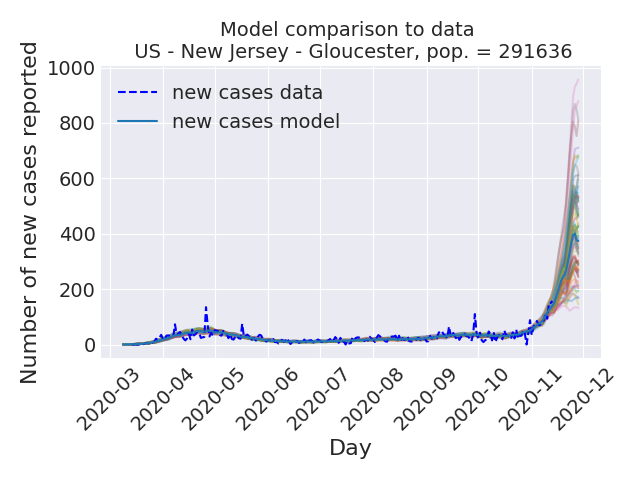 Model comparison to data
US - New Jersey - Gloucester, pop. = 291636
Number of new cases reported
1000
800
600
400
200
0
new cases data
new cases model
2020-03
2020-04
2020-05
2020-06
2020-07
2020-08
2020-09
2020-10
2020-11
2020-12
Day